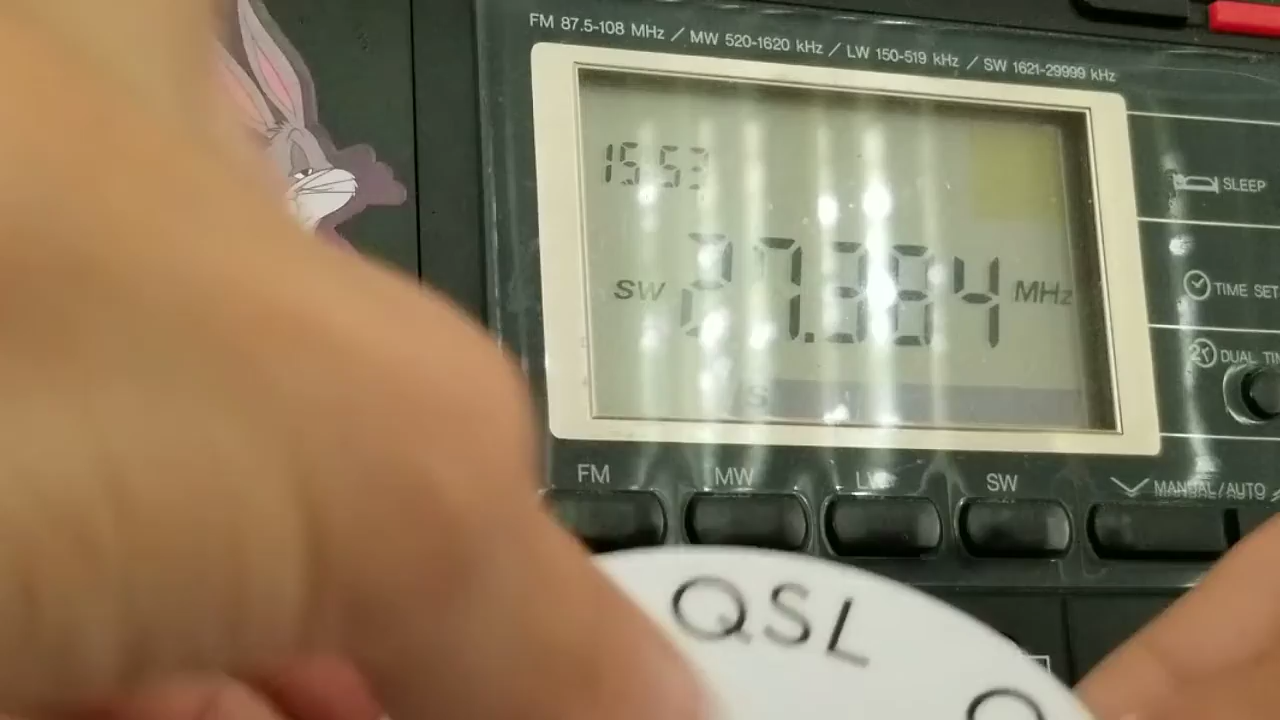 FM 87.5-108 MHz / MW 520-1620 kHz / LW 150-519 kHz / SW 1621-29999 kHz
15:53
SLEEP
SW 27.384 MHz
TIME SET
DUAL
S
FM MW LW SW MANUAL/AUTO
QSL